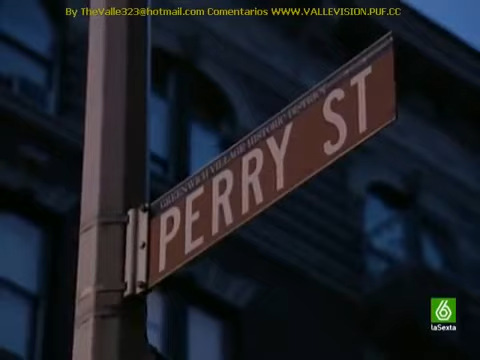 By TheValle323@hotmail.com Comentarios WWW.VALLEVISION.PUF.CC
GREENWICH VILLAGE HISTORIC DISTRICT
PERRY ST
6
laSexta